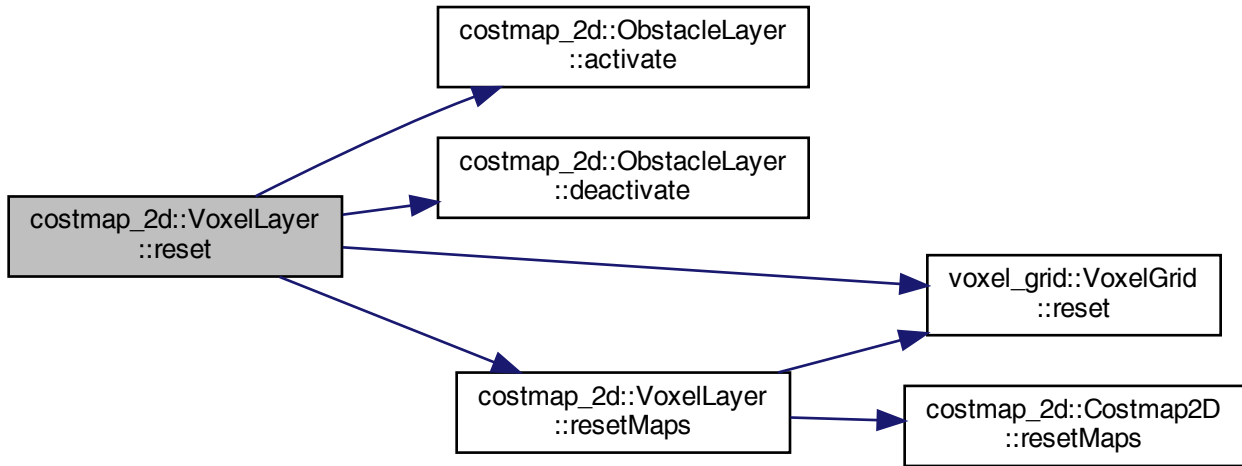 costmap_2d::ObstacleLayer
::activate
costmap_2d::ObstacleLayer
::deactivate
costmap_2d::VoxelLayer
::reset
voxel_grid::VoxelGrid
::reset
costmap_2d::VoxelLayer
::resetMaps
costmap_2d::Costmap2D
::resetMaps